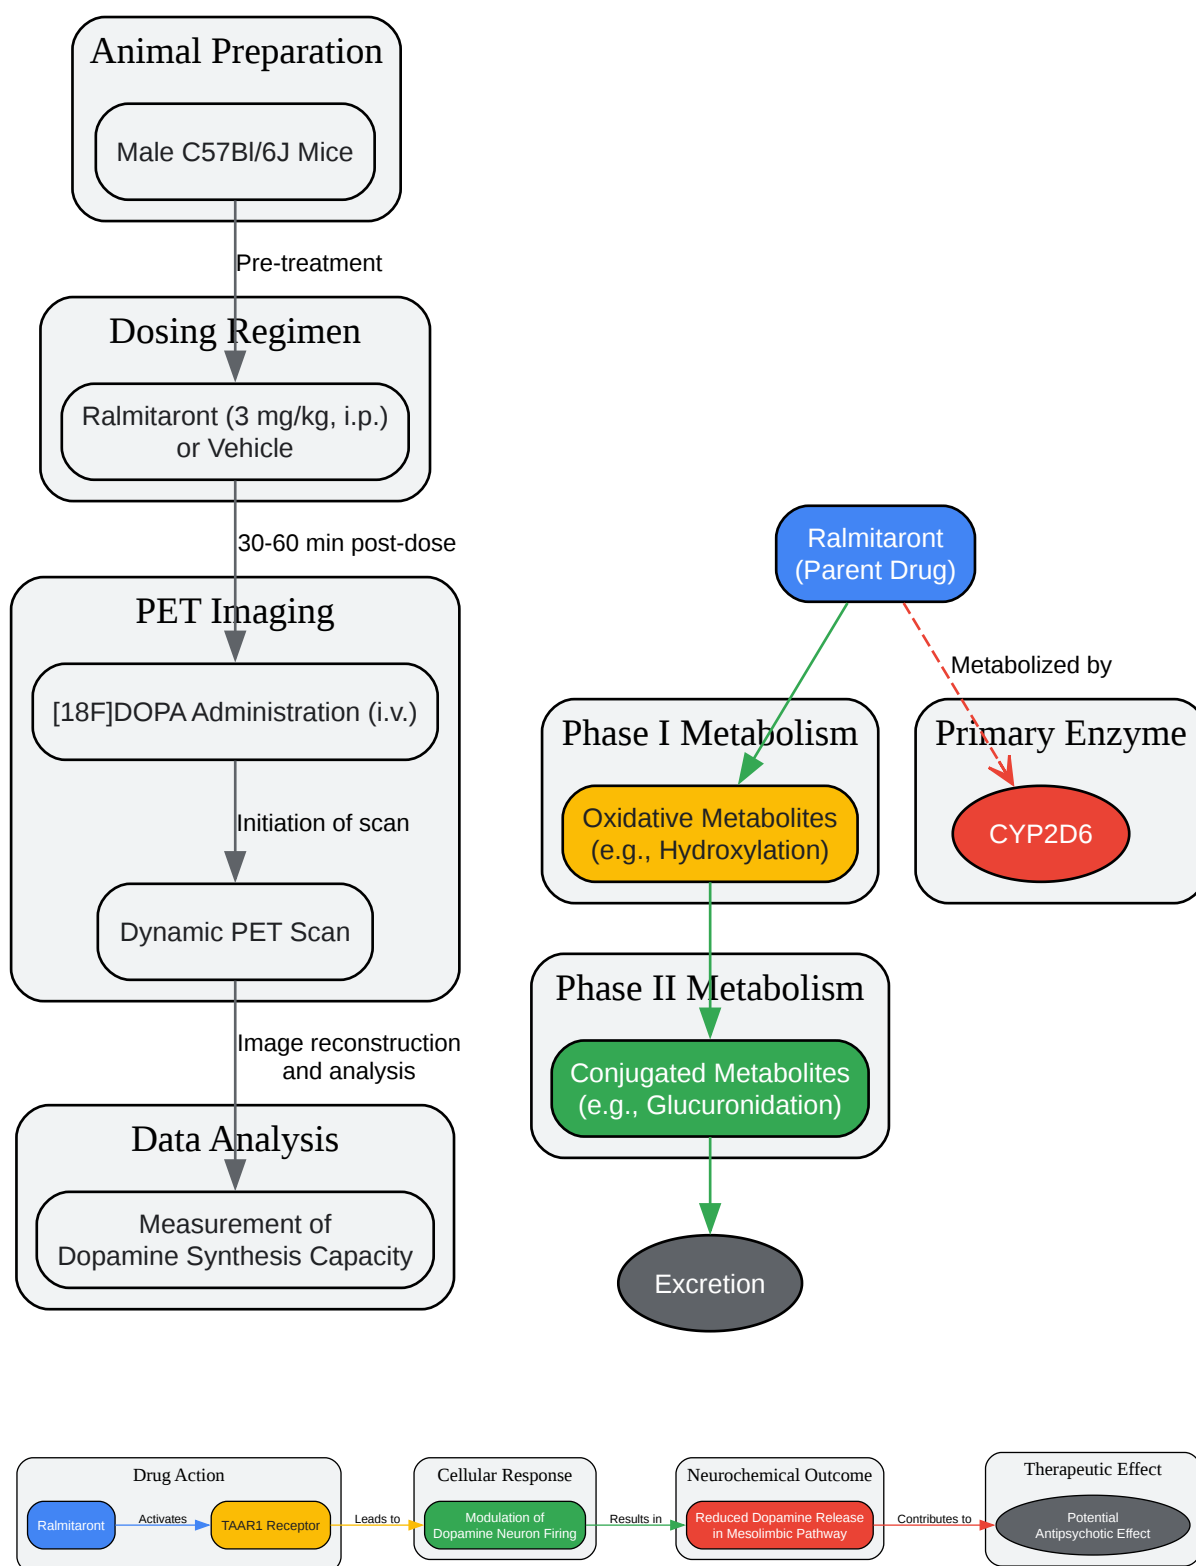 Animal Preparation
Male C57Bl/6J Mice
Pre-treatment
Dosing Regimen
Ralmitaront (3 mg/kg, i.p.)
or Vehicle
30-60 min post-dose
PET Imaging
[18F]DOPA Administration (i.v.)
Initiation of scan
Dynamic PET Scan
Image reconstruction
and analysis
Data Analysis
Measurement of
Dopamine Synthesis Capacity
Ralmitaront
(Parent Drug)
Metabolized by
Phase I Metabolism
Oxidative Metabolites
(e.g., Hydroxylation)
Primary Enzyme
CYP2D6
Phase II Metabolism
Conjugated Metabolites
(e.g., Glucuronidation)
Excretion
Drug Action
Ralmitaront
Activates
TAAR1 Receptor
Leads to
Cellular Response
Modulation of
Dopamine Neuron Firing
Results in
Neurochemical Outcome
Reduced Dopamine Release
in Mesolimbic Pathway
Contributes to
Therapeutic Effect
Potential
Antipsychotic Effect